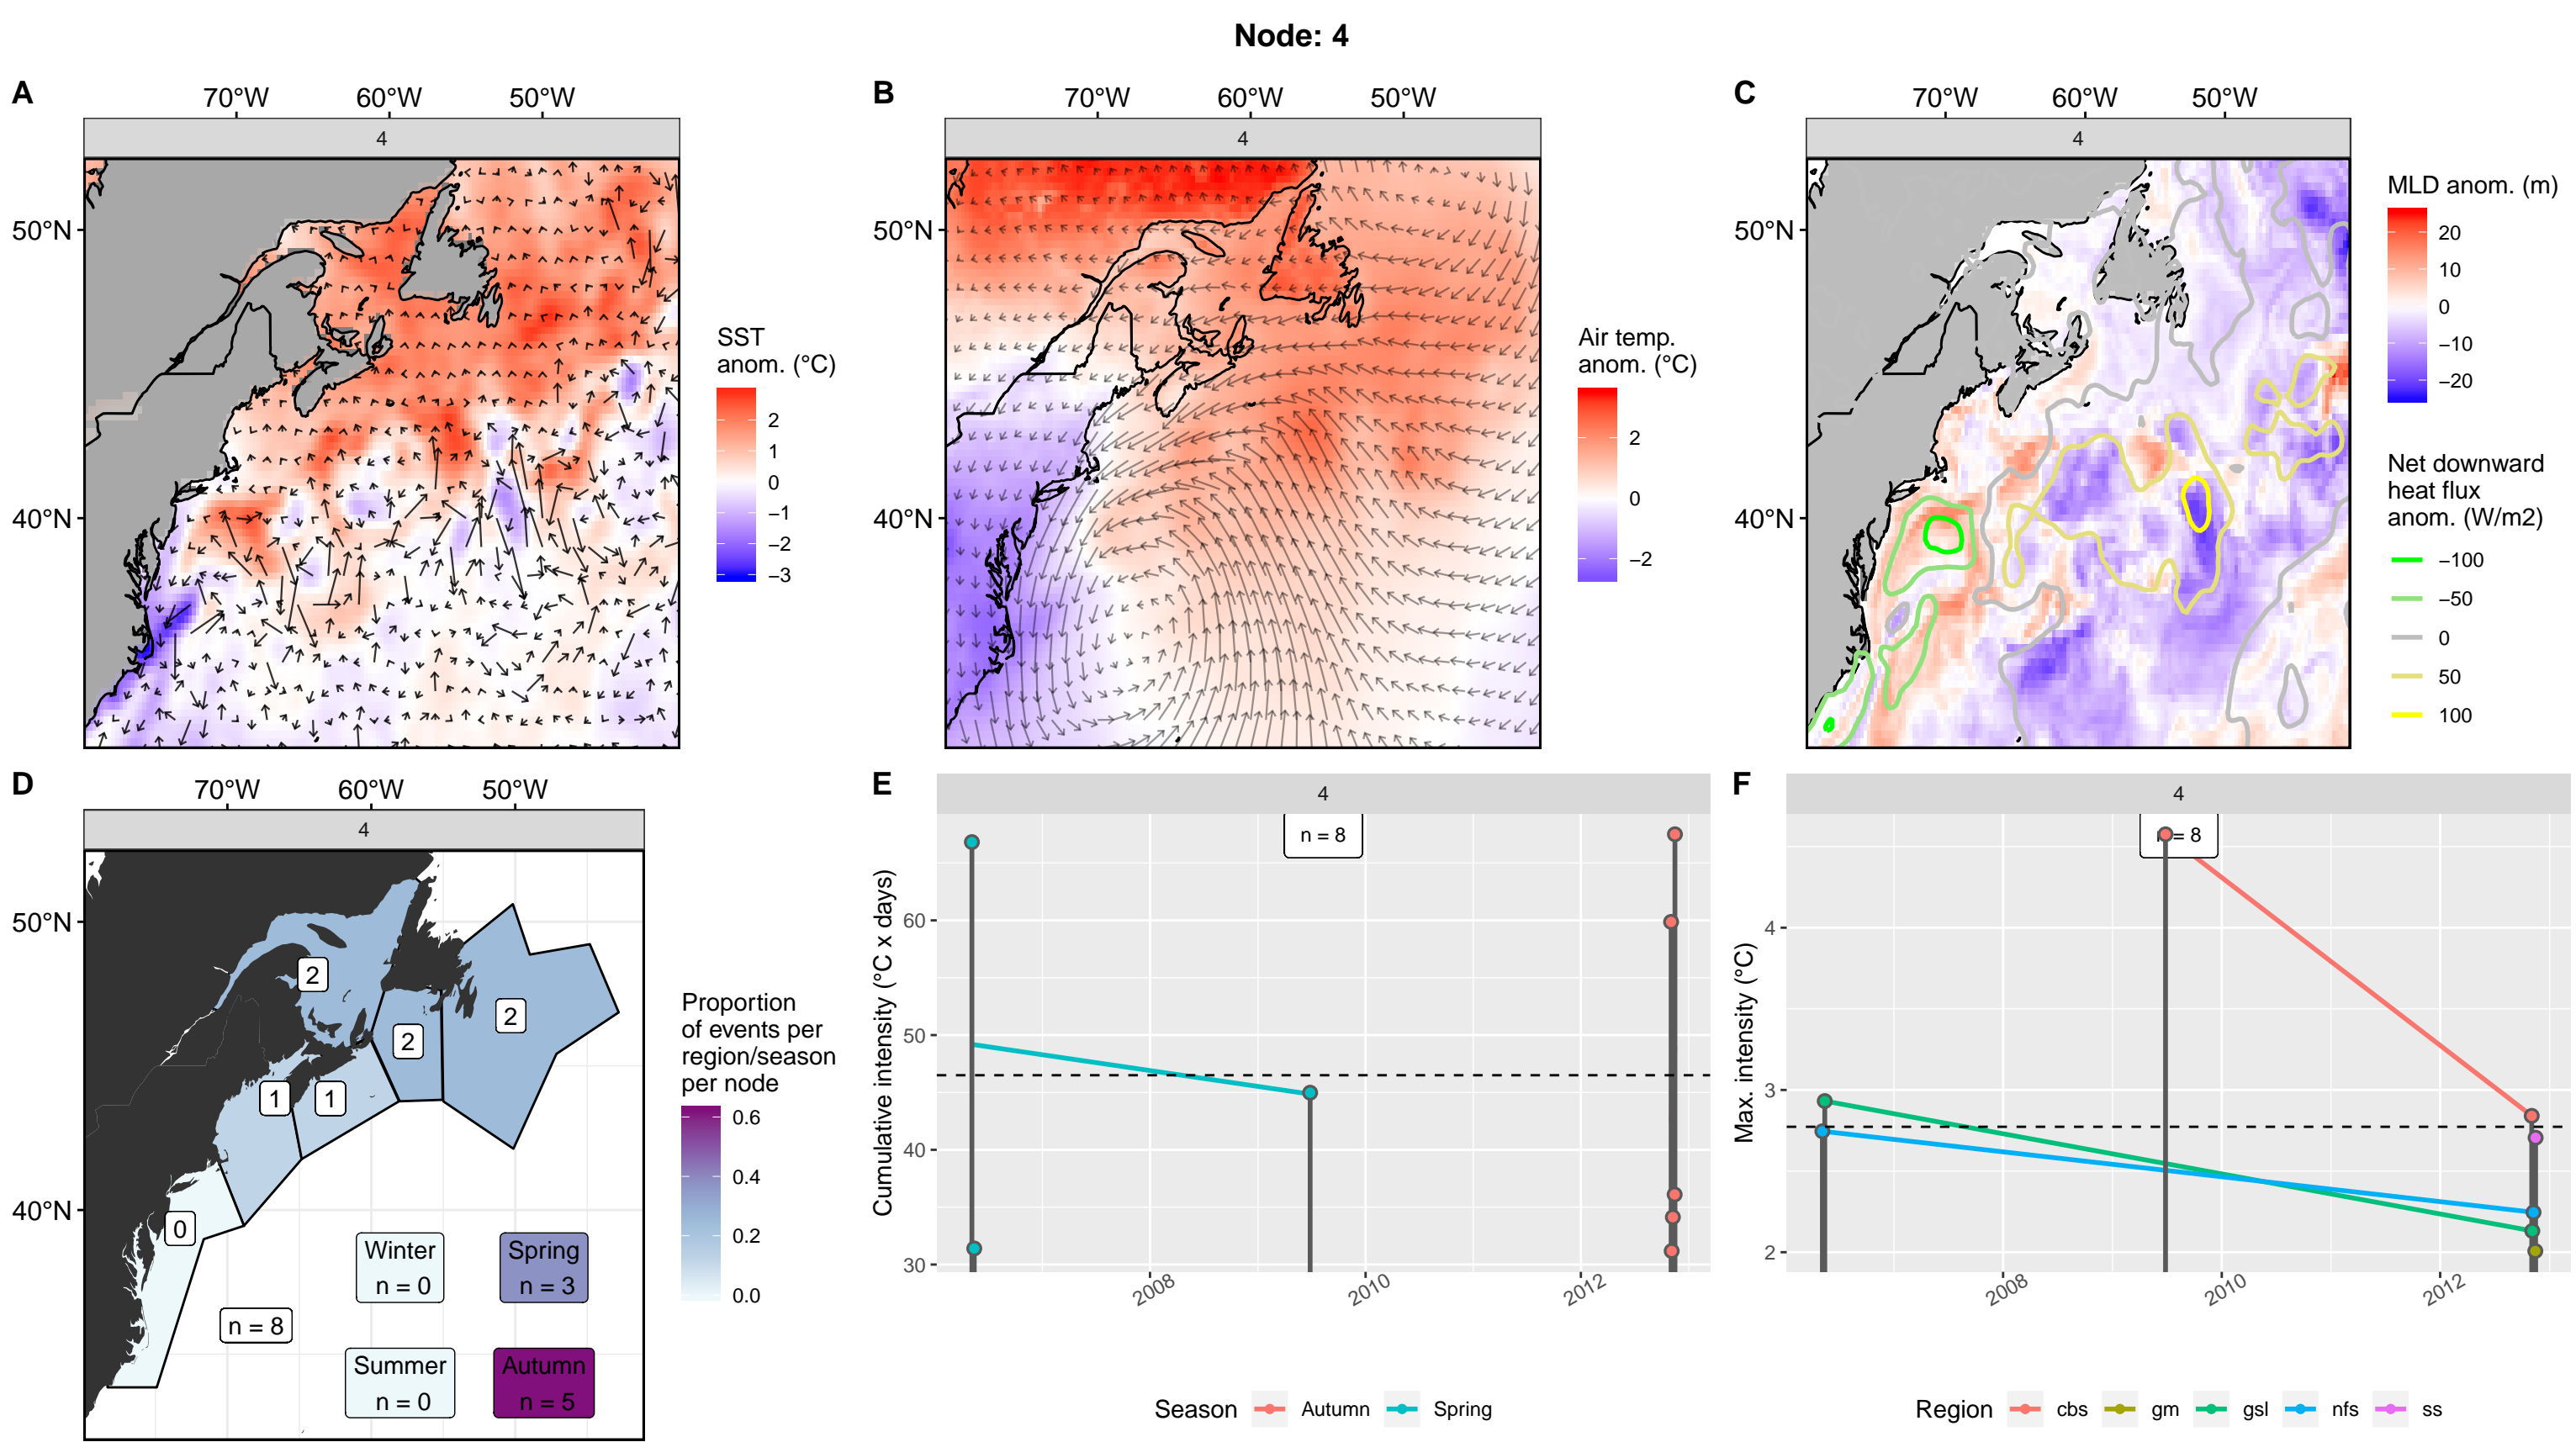 Node: 4
A
70°W 60°W 50°W
4
50°N
40°N
SST
anom. (°C)
2
1
0
−1
−2
−3
B
70°W 60°W 50°W
4
50°N
40°N
Air temp.
anom. (°C)
2
0
−2
C
70°W 60°W 50°W
4
50°N
40°N
MLD anom. (m)
20
10
0
−10
−20
Net downward
heat flux
anom. (W/m2)
−100
−50
0
50
100
D
70°W 60°W 50°W
4
50°N
40°N
2
2
2
1
1
0
n = 8
Winter
n = 0
Spring
n = 3
Summer
n = 0
Autumn
n = 5
Proportion
of events per
region/season
per node
0.6
0.4
0.2
0.0
E
4
n = 8
Cumulative intensity (°C x days)
60
50
40
30
2008 2010 2012
Season Autumn Spring
F
4
n = 8
Max. intensity (°C)
4
3
2
2008 2010 2012
Region cbs gm gsl nfs ss